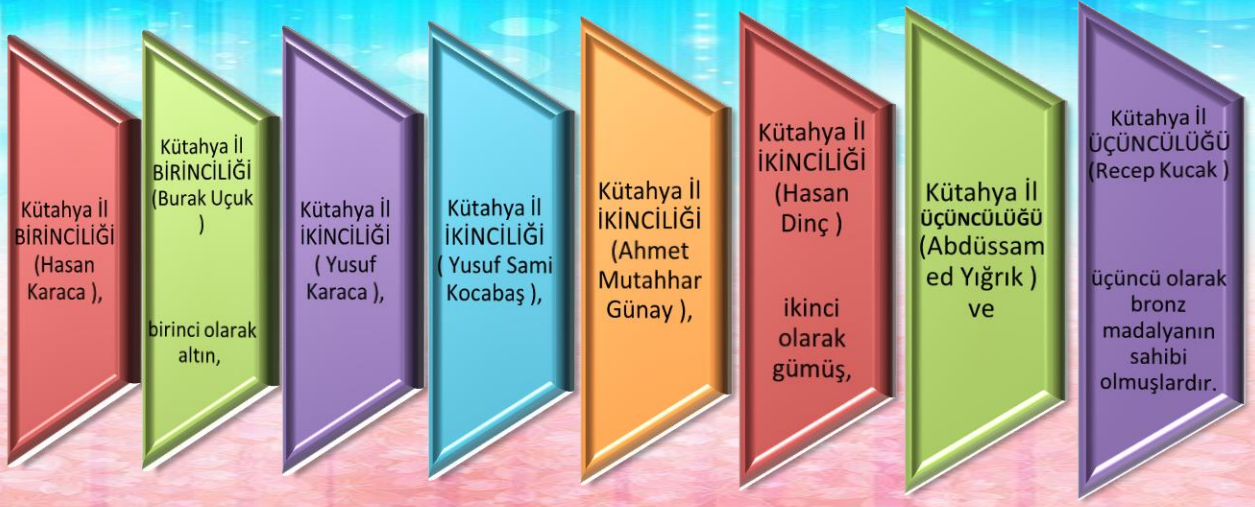 Kütahya İl
BİRİNCİLİĞİ
(Hasan
Karaca ),
Kütahya İl
BİRİNCİLİĞİ
(Burak Uçuk
)
birinci olarak
altın,
Kütahya İl
İKİNCİLİĞİ
( Yusuf
Karaca ),
Kütahya İl
İKİNCİLİĞİ
( Yusuf Sami
Kocabaş ),
Kütahya İl
İKİNCİLİĞİ
(Ahmet
Mutahhar
Günay ),
Kütahya İl
İKİNCİLİĞİ
(Hasan
Dinç )
ikinci
olarak
gümüş,
Kütahya İl
ÜÇÜNCÜLÜĞÜ
(Abdüssam
ed Yığrık )
ve
Kütahya İl
ÜÇÜNCÜLÜĞÜ
(Recep Kucak )
üçüncü olarak
bronz
madalyanın
sahibi
olmuşlardır.